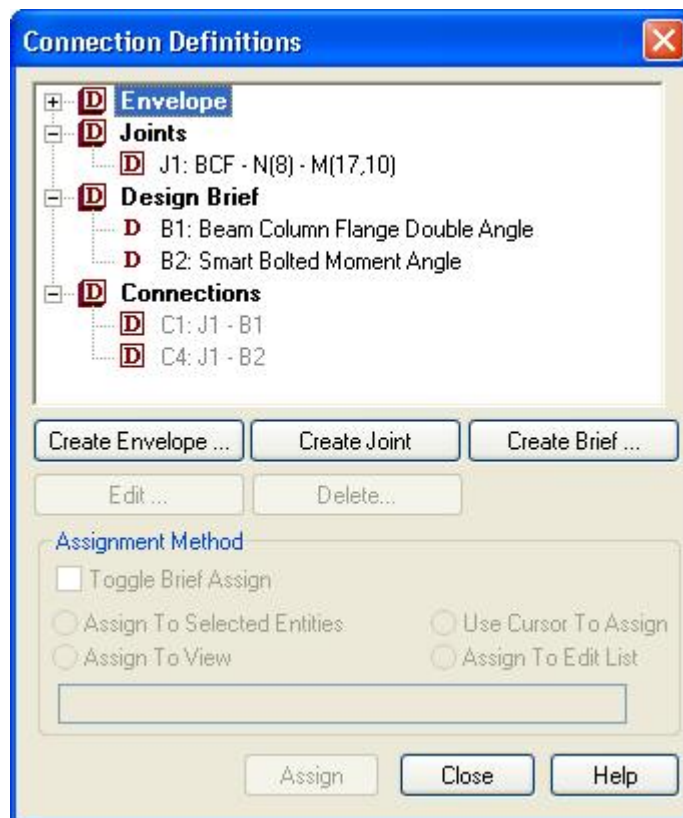 Connection Definitions
D Envelope
D Joints
D J1: BCF - N(8) - M(17,10)
D Design Brief
D B1: Beam Column Flange Double Angle
D B2: Smart Bolted Moment Angle
D Connections
D C1: J1 - B1
D C4: J1 - B2
Create Envelope ... Create Joint Create Brief ...
Edit ... Delete...
Assignment Method
Toggle Brief Assign
Assign To Selected Entities Use Cursor To Assign
Assign To View Assign To Edit List
Assign Close Help